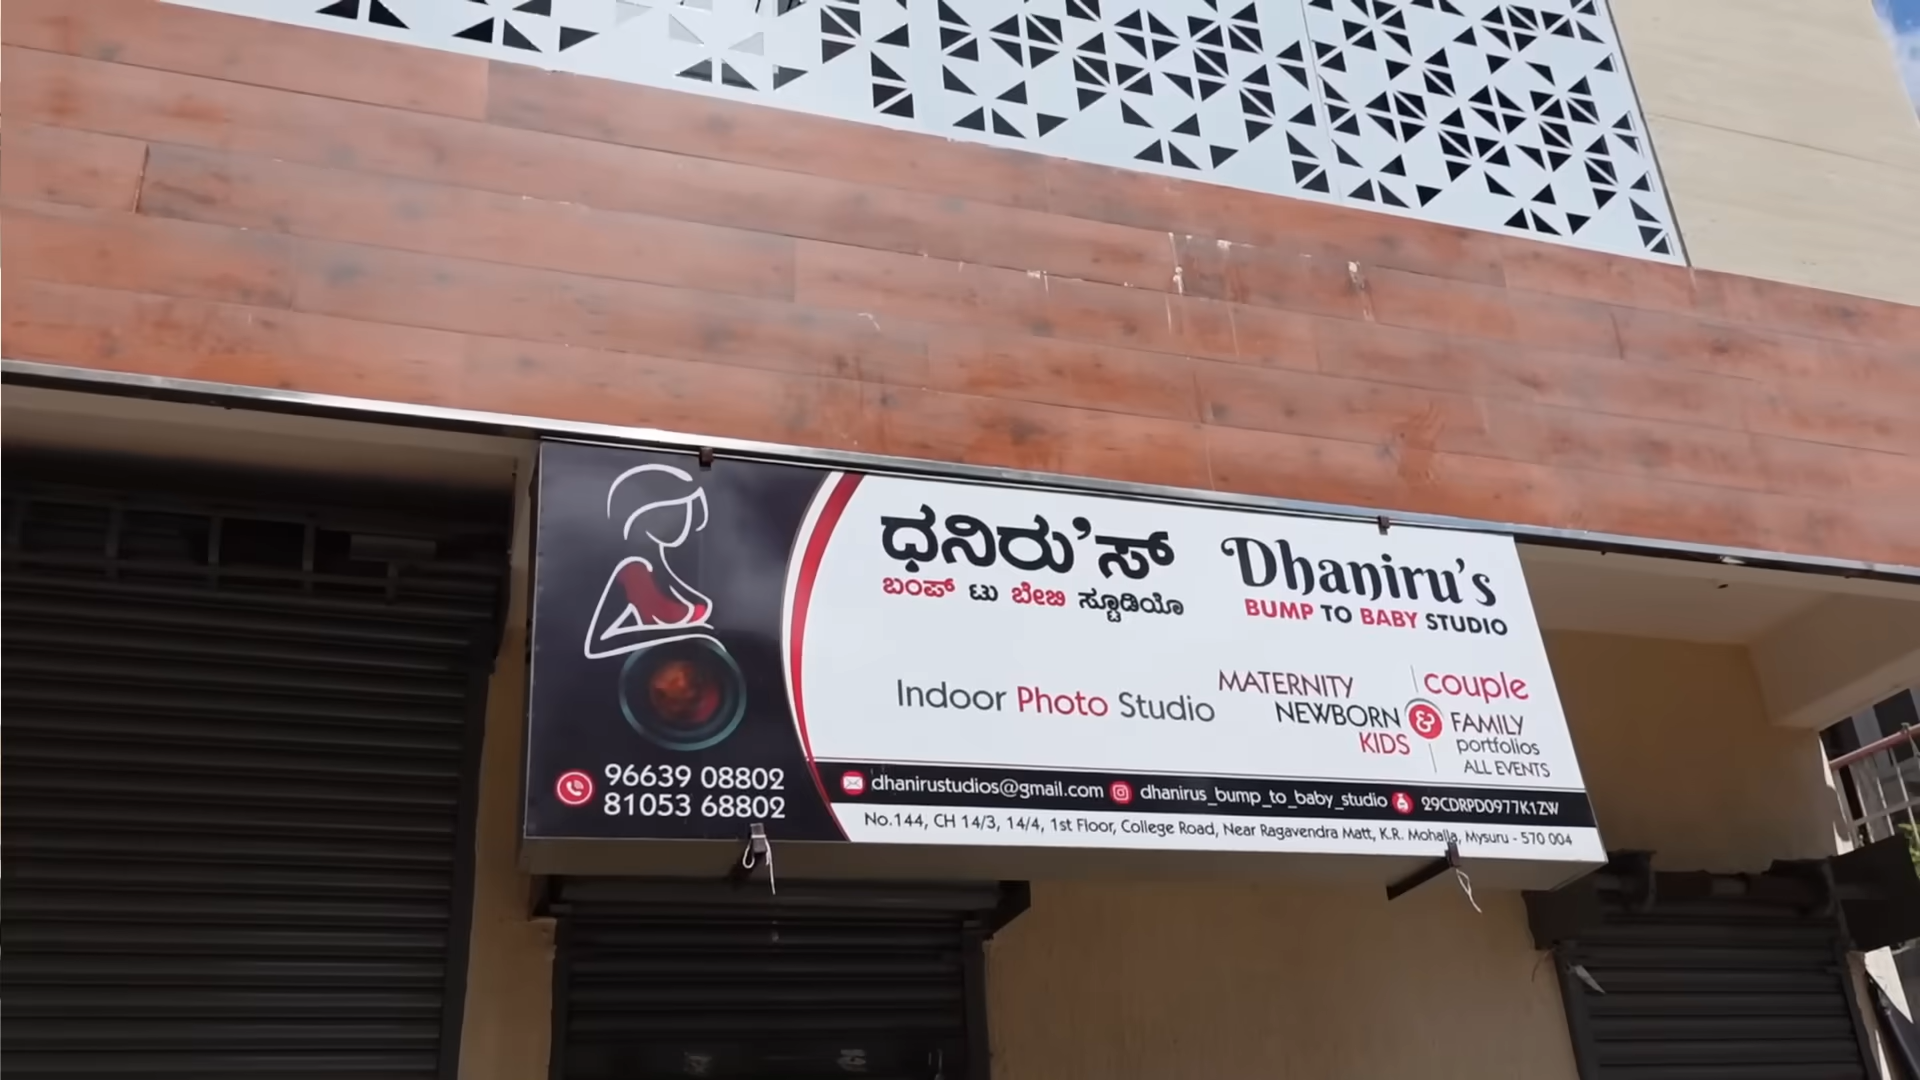 ಧನಿರು'ಸ್
ಬಂಪ್ ಟು ಬೇಬಿ ಸ್ಟೂಡಿಯೊ
Dhaniru's
BUMP TO BABY STUDIO
Indoor Photo Studio
MATERNITY
NEWBORN
KIDS
&
couple
FAMILY
portfolios
ALL EVENTS
96639 08802
81053 68802
dhanirustudios@gmail.com dhanirus_bump_to_baby_studio 29CDRPD0977K1ZW
No.144, CH 14/3, 14/4, 1st Floor, College Road, Near Ragavendra Matt, K.R. Mohalla, Mysuru - 570 004